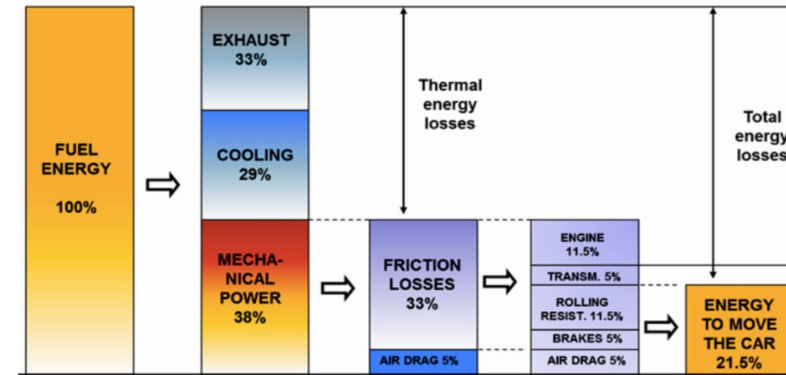 FUEL
ENERGY
100%
EXHAUST
33%
COOLING
29%
MECHA-
NICAL
POWER
38%
Thermal
energy
losses
FRICTION
LOSSES
33%
AIR DRAG 5%
ENGINE
11.5%
TRANSM. 5%
ROLLING
RESIST. 11.5%
BRAKES 5%
AIR DRAG 5%
Total
energy
losses
ENERGY
TO MOVE
THE CAR
21.5%